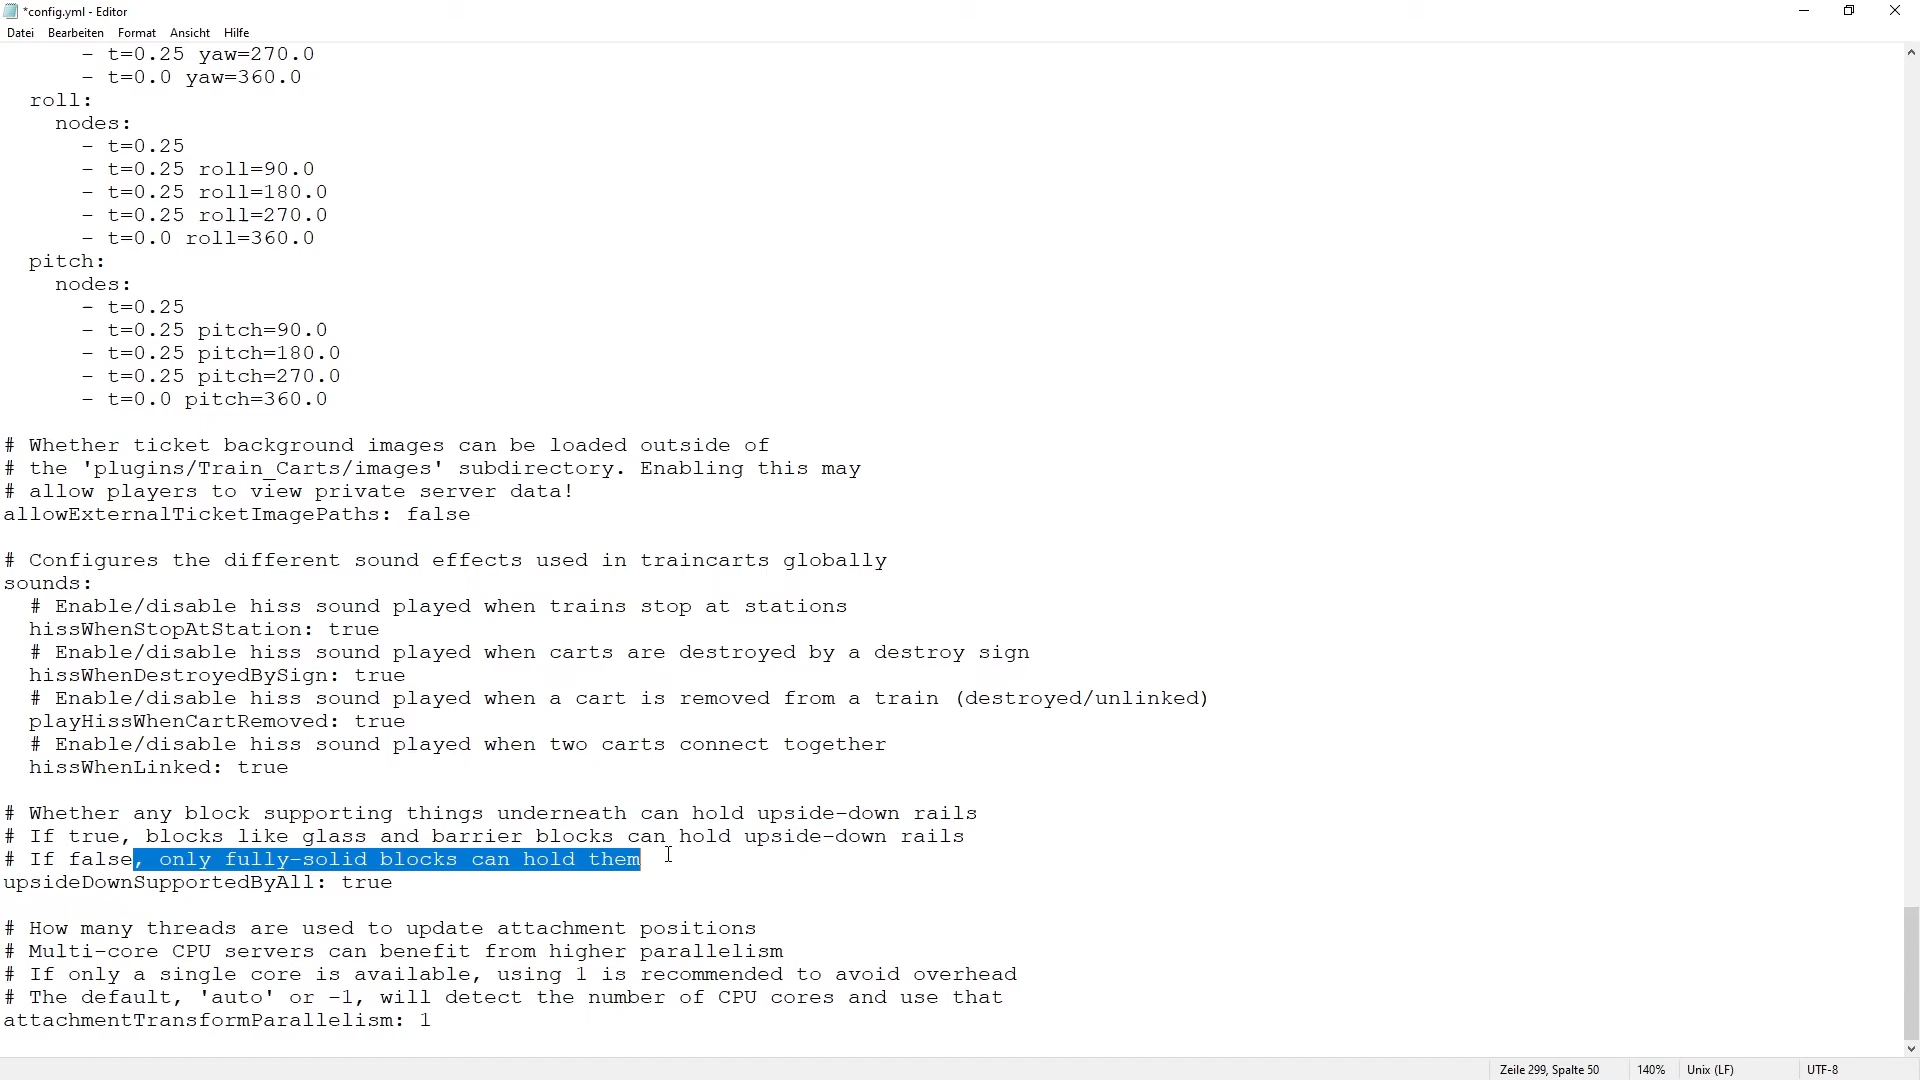 *config.yml - Editor
Datei Bearbeiten Format Ansicht Hilfe
- t=0.25 yaw=270.0
- t=0.0 yaw=360.0
roll:
nodes:
- t=0.25
- t=0.25 roll=90.0
- t=0.25 roll=180.0
- t=0.25 roll=270.0
- t=0.0 roll=360.0
pitch:
nodes:
- t=0.25
- t=0.25 pitch=90.0
- t=0.25 pitch=180.0
- t=0.25 pitch=270.0
- t=0.0 pitch=360.0
# Whether ticket background images can be loaded outside of
# the 'plugins/Train_Carts/images' subdirectory. Enabling this may
# allow players to view private server data!
allowExternalTicketImagePaths: false
# Configures the different sound effects used in traincarts globally
sounds:
# Enable/disable hiss sound played when trains stop at stations
hissWhenStopAtStation: true
# Enable/disable hiss sound played when carts are destroyed by a destroy sign
hissWhenDestroyedBySign: true
# Enable/disable hiss sound played when a cart is removed from a train (destroyed/unlinked)
playHissWhenCartRemoved: true
# Enable/disable hiss sound played when two carts connect together
hissWhenLinked: true
# Whether any block supporting things underneath can hold upside-down rails
# If true, blocks like glass and barrier blocks can hold upside-down rails
# If false, only fully-solid blocks can hold them
upsideDownSupportedByAll: true
# How many threads are used to update attachment positions
# Multi-core CPU servers can benefit from higher parallelism
# If only a single core is available, using 1 is recommended to avoid overhead
# The default, 'auto' or -1, will detect the number of CPU cores and use that
attachmentTransformParallelism: 1
Zeile 299, Spalte 50 140% Unix (LF) UTF-8